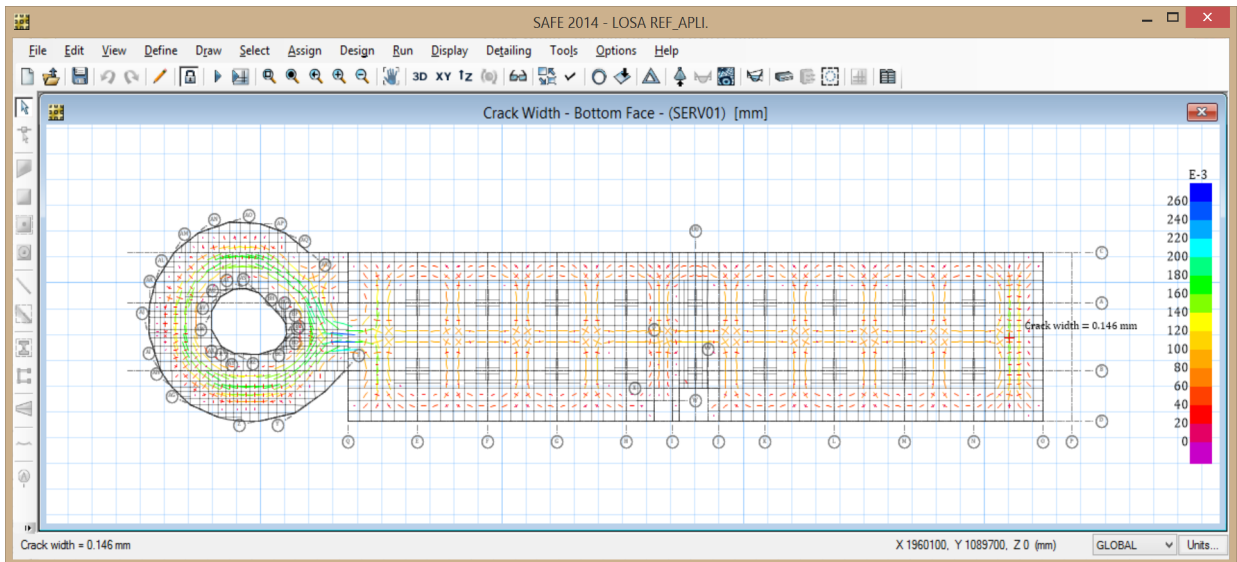 SAFE 2014 - LOSA REF_APLI.
File Edit View Define Draw Select Assign Design Run Display Detailing Tools Options Help
3D XY
Crack Width - Bottom Face - (SERV01) [mm]
E-3
260
240
220
200
180
160
140
120
100
80
60
40
20
0
Crack width = 0.146 mm
C
A
B
D
E
F
G
H
I
J
K
L
M
N
O
P
Crack width = 0.146 mm
X 1960100, Y 1089700, Z 0 (mm)
GLOBAL
Units...